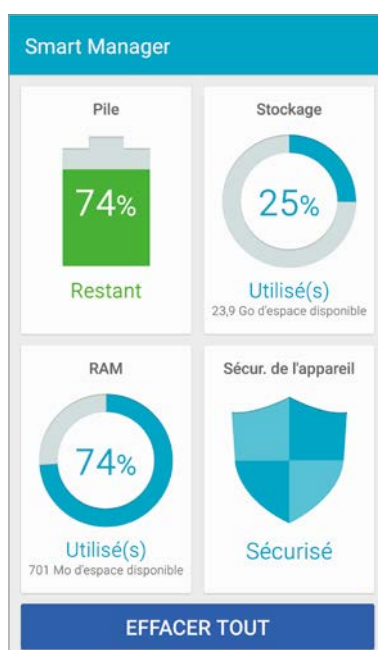 Smart Manager
Pile
74%
Restant
Stockage
25%
Utilisé(s)
23,9 Go d'espace disponible
RAM
74%
Utilisé(s)
701 Mo d'espace disponible
Sécur. de l'appareil
Sécurisé
EFFACER TOUT